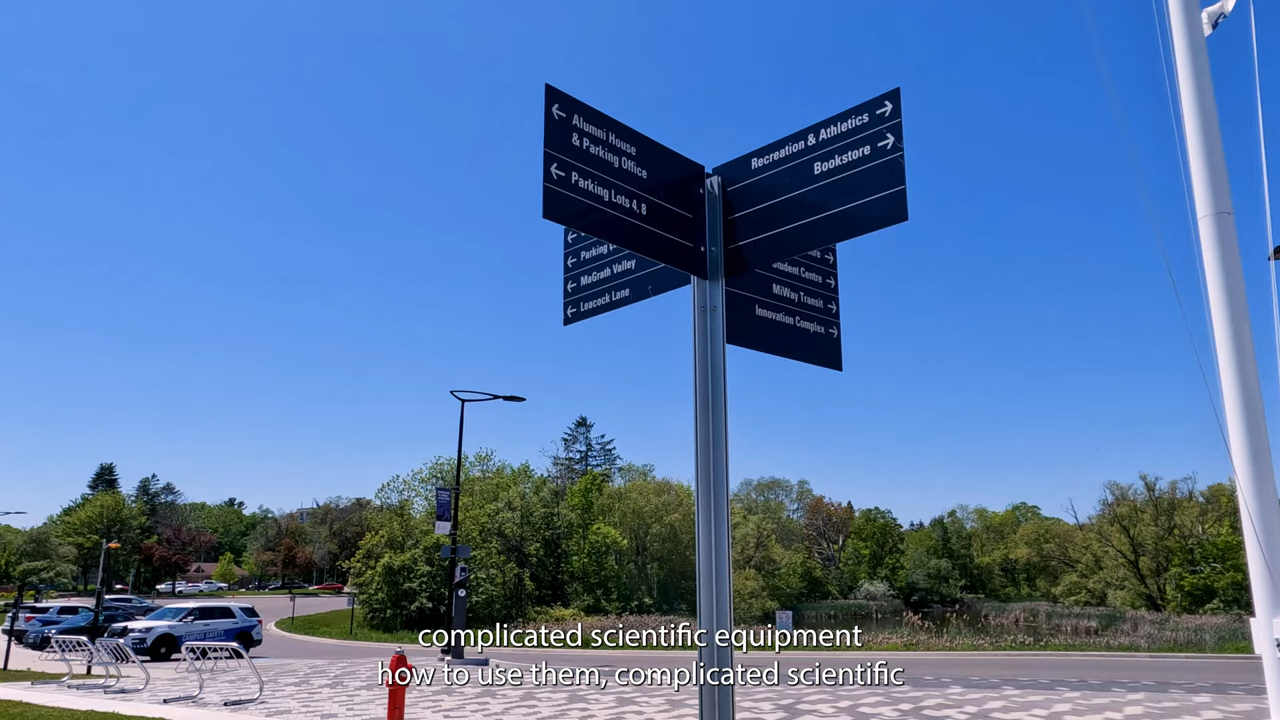 Alumni House
& Parking Office
Parking Lots 4, 8
Recreation & Athletics
Bookstore
Parking
MaGrath Valley
Leacock Lane
Student Centre
MiWay Transit
Innovation Complex
CAMPUS SAFETY
complicated scientific equipment
how to use them, complicated scientific